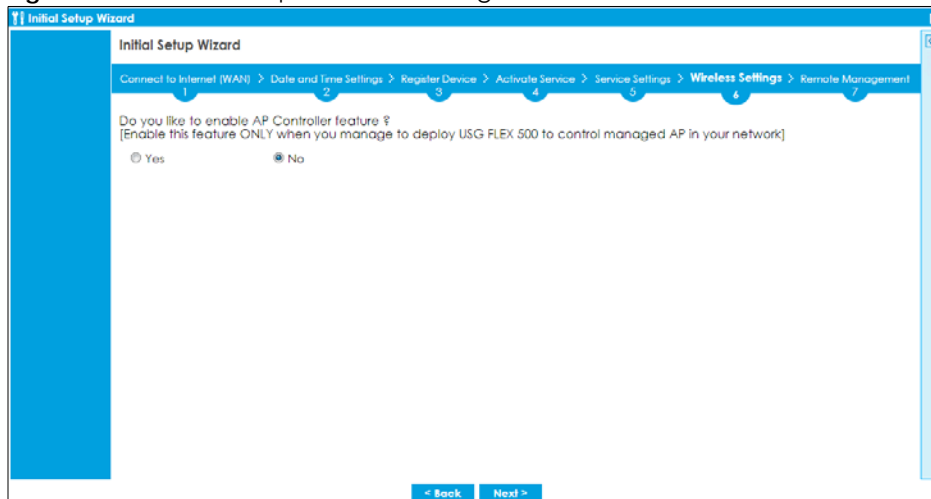 Initial Setup Wizard
Initial Setup Wizard
Connect to Internet (WAN) > Date and Time Settings > Register Device > Activate Service > Service Settings > Wireless Settings > Remote Management
1 2 3 4 5 6 7
Do you like to enable AP Controller feature ?
[Enable this feature ONLY when you manage to deploy USG FLEX 500 to control managed AP in your network]
Yes No
< Back Next >